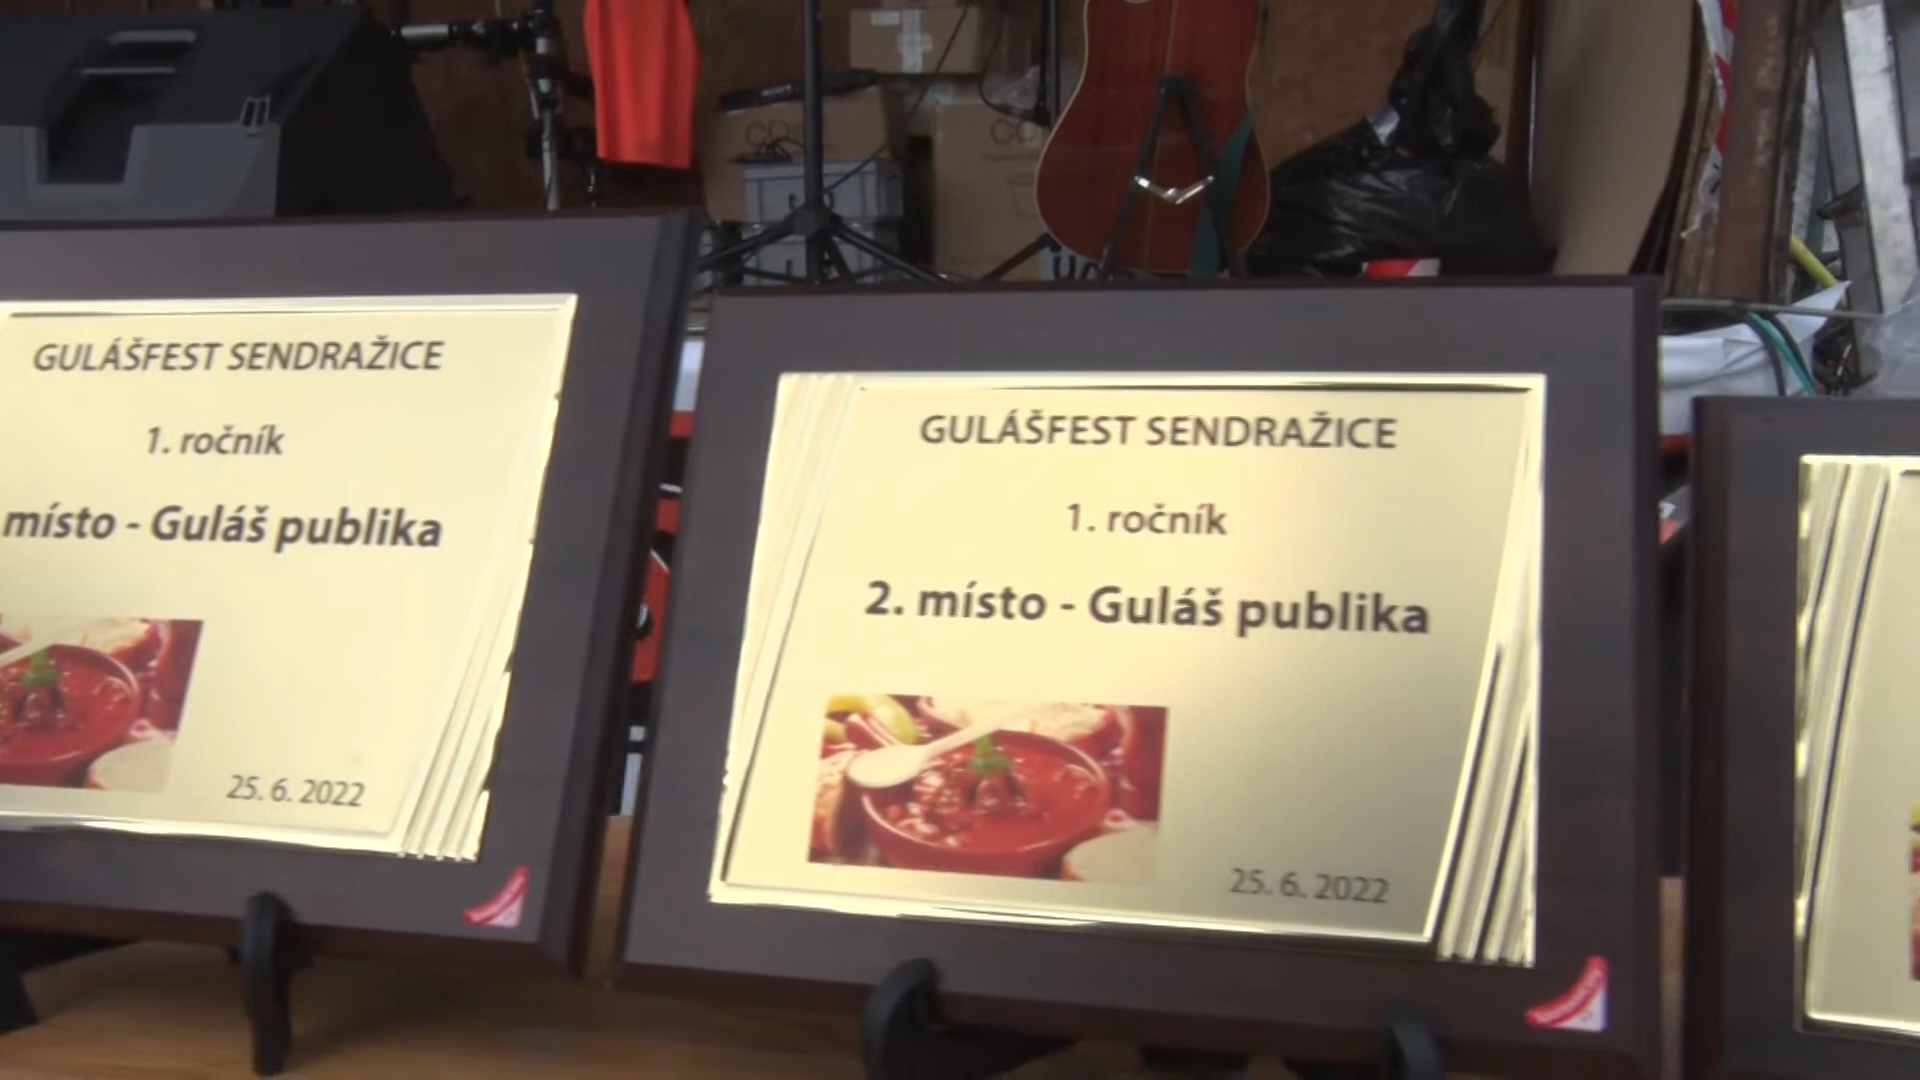 GULÁŠFEST SENDRAŽICE
1. ročník
místo - Guláš publika
25. 6. 2022
GULÁŠFEST SENDRAŽICE
1. ročník
2. místo - Guláš publika
25. 6. 2022